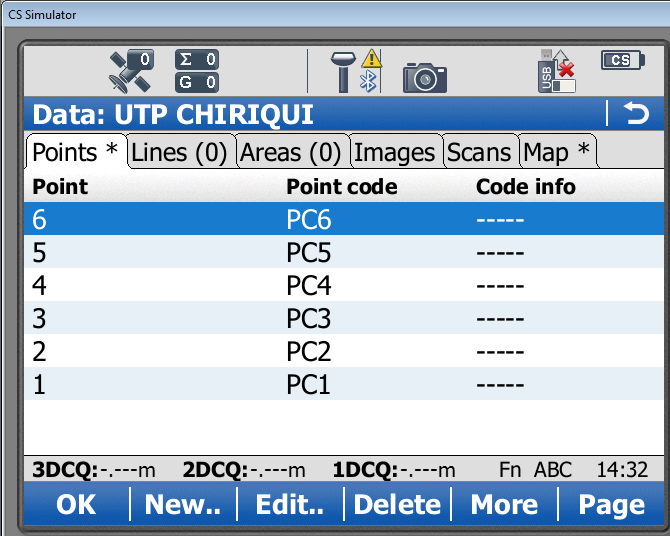 CS Simulator
0 Σ 0 USB CS
G 0
Data: UTP CHIRIQUI
Points * Lines (0) Areas (0) Images Scans Map *
Point Point code Code info
6 PC6 -----
5 PC5 -----
4 PC4 -----
3 PC3 -----
2 PC2 -----
1 PC1 -----
3DCQ:-.---m 2DCQ:-.---m 1DCQ:-.---m Fn ABC 14:32
OK New.. Edit.. Delete More Page